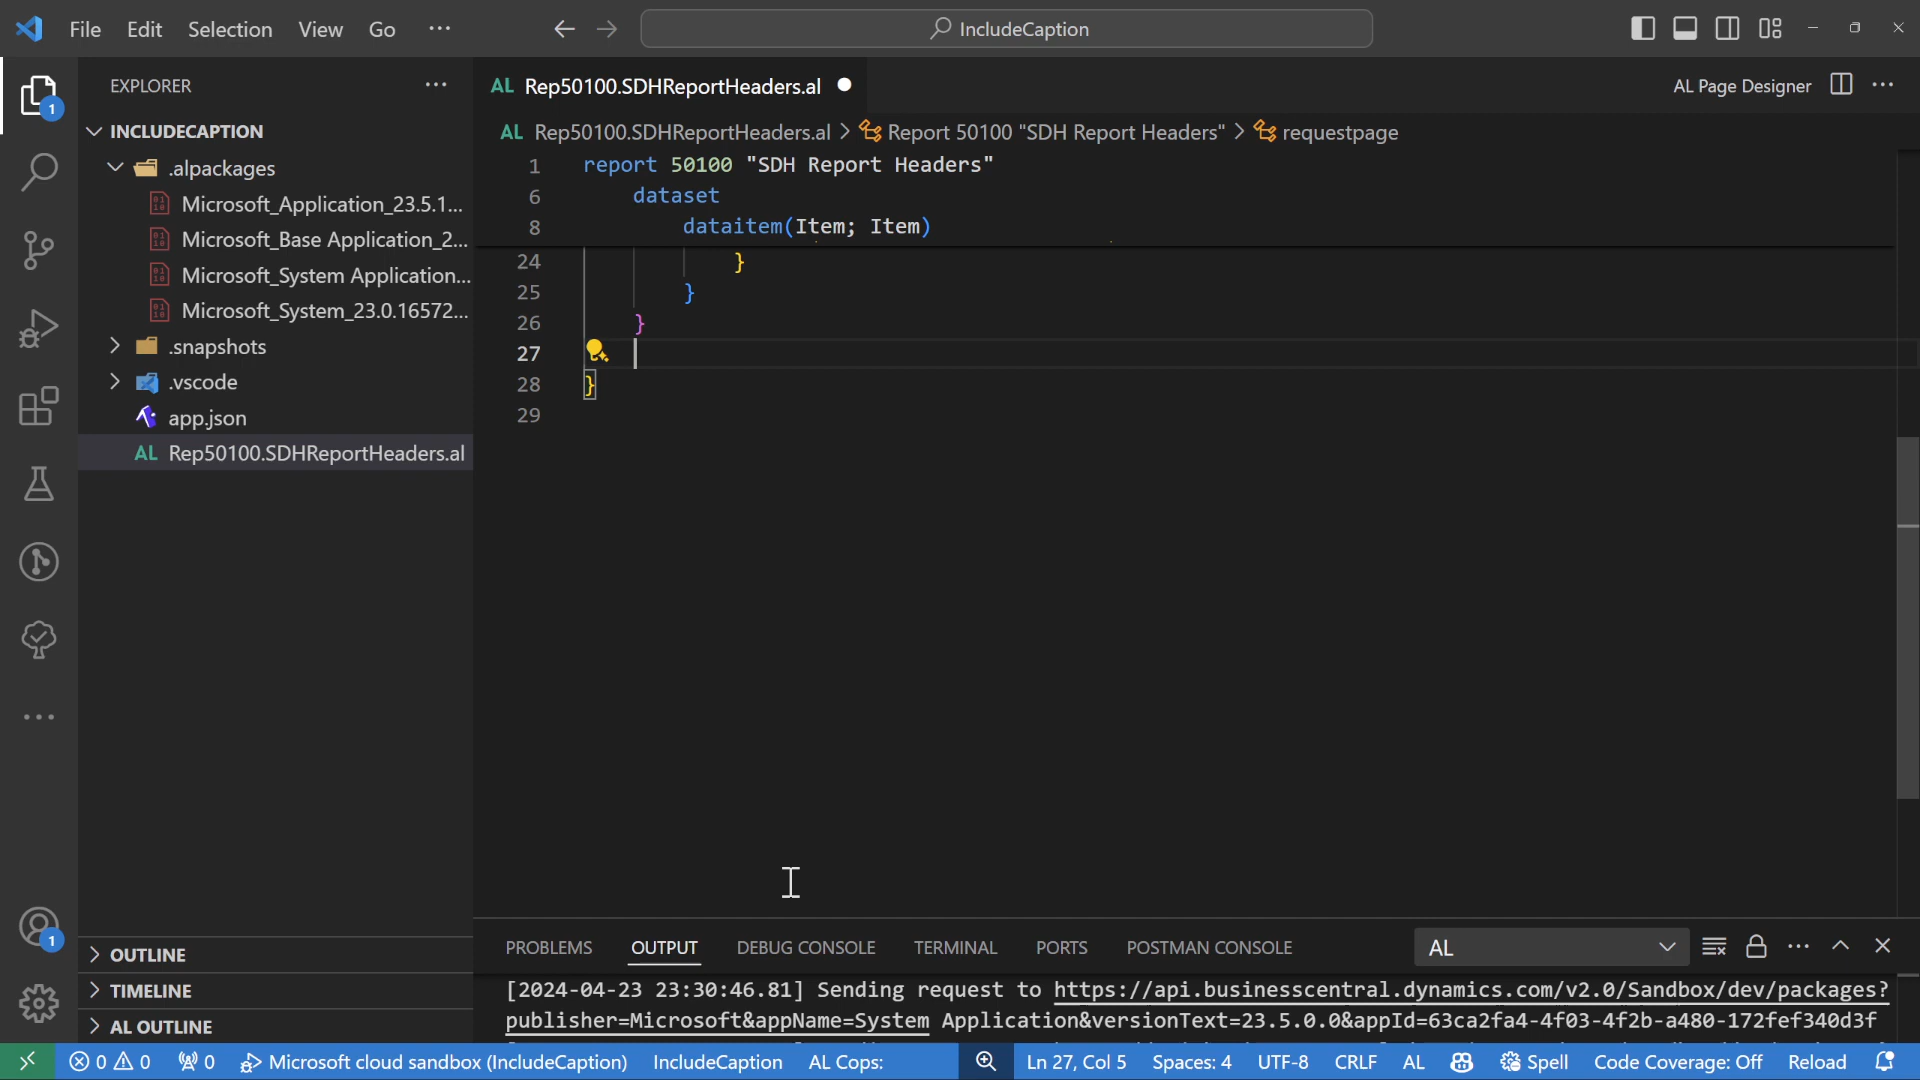 File Edit Selection View Go ··· IncludeCaption
EXPLORER ···
1
INCLUDECAPTION
.alpackages
Microsoft_Application_23.5.1...
Microsoft_Base Application_2...
Microsoft_System Application...
Microsoft_System_23.0.16572...
.snapshots
.vscode
app.json
AL Rep50100.SDHReportHeaders.al
OUTLINE
TIMELINE
AL OUTLINE
1
AL Rep50100.SDHReportHeaders.al ●
AL Page Designer ···
AL Rep50100.SDHReportHeaders.al > Report 50100 "SDH Report Headers" > requestpage
1 report 50100 "SDH Report Headers"
6 dataset
8 dataitem(Item; Item)
24 }
25 }
26 }
27
28 }
29
PROBLEMS OUTPUT DEBUG CONSOLE TERMINAL PORTS POSTMAN CONSOLE AL ···
[2024-04-23 23:30:46.81] Sending request to https://api.businesscentral.dynamics.com/v2.0/Sandbox/dev/packages?
publisher=Microsoft&appName=System Application&versionText=23.5.0.0&appId=63ca2fa4-4f03-4f2b-a480-172fef340d3f
0 0 0 Microsoft cloud sandbox (IncludeCaption) IncludeCaption AL Cops: Ln 27, Col 5 Spaces: 4 UTF-8 CRLF AL Spell Code Coverage: Off Reload